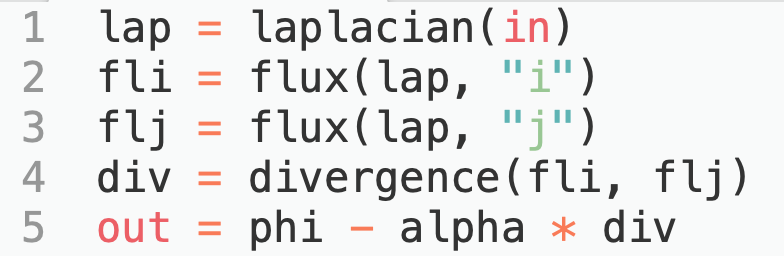 1 lap = laplacian(in)
2 fli = flux(lap, "i")
3 flj = flux(lap, "j")
4 div = divergence(fli, flj)
5 out = phi - alpha * div